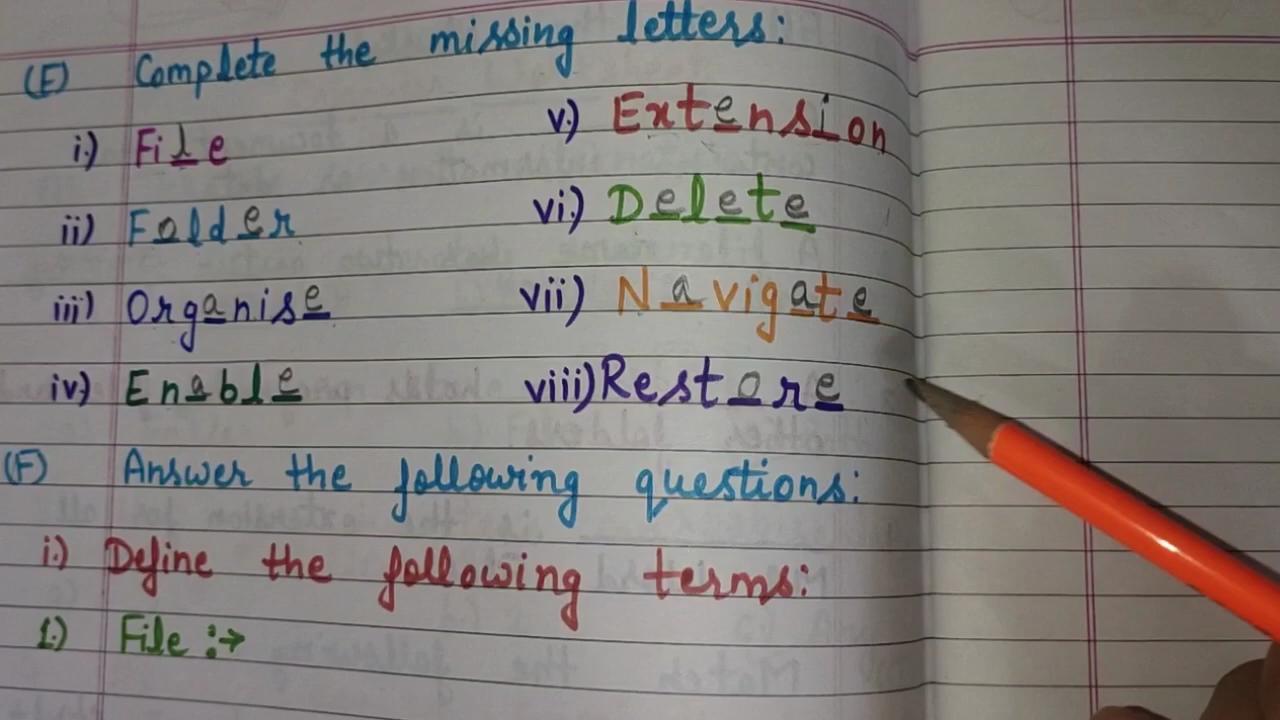 (E) Complete the missing letters:
i.) File
ii) Folder
iii) Organise
iv) Enable
v.) Extension
vi.) Delete
vii) Navigate
viii) Restore
(F) Answer the following questions:
i.) Define the following terms:
1.) File :→